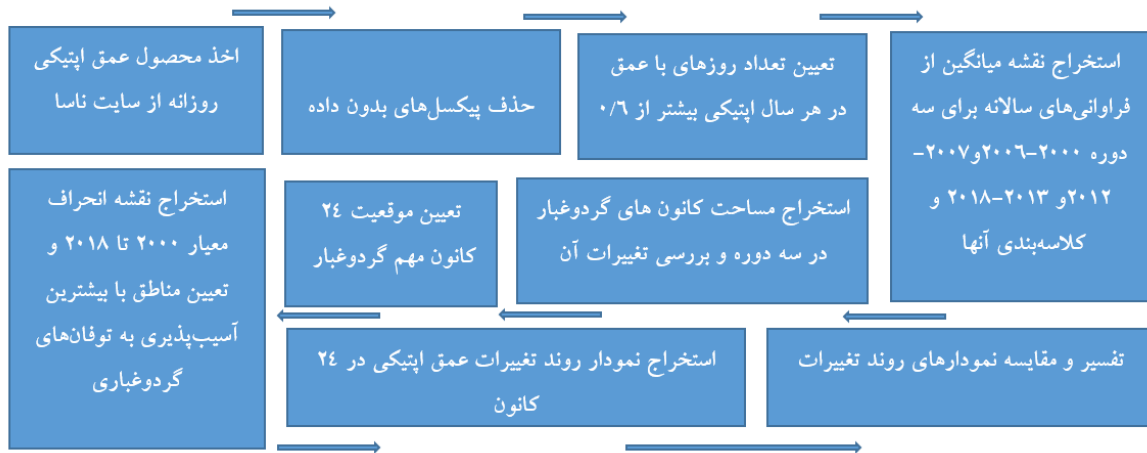 اخذ محصول عمق اپتیکی
روزانه از سایت ناسا
حذف پیکسل‌های بدون داده
تعیین تعداد روزهای با عمق
در هر سال اپتیکی بیشتر از ۰/۶
استخراج نقشه میانگین از
فراوانی‌های سالانه برای سه
دوره ۲۰۰۰-۲۰۰۶و۲۰۰۷-
۲۰۱۲و ۲۰۱۳-۲۰۱۸ و
کلاسه‌بندی آنها
استخراج مساحت کانون های گردوغبار
در سه دوره و بررسی تغییرات آن
تعیین موقعیت ۲۴
کانون مهم گردوغبار
استخراج نقشه انحراف
معیار ۲۰۰۰ تا ۲۰۱۸ و
تعیین مناطق با بیشترین
آسیب‌پذیری به توفان‌های
گردوغباری
استخراج نمودار روند تغییرات عمق اپتیکی در ۲۴
کانون
تفسیر و مقایسه نمودارهای روند تغییرات